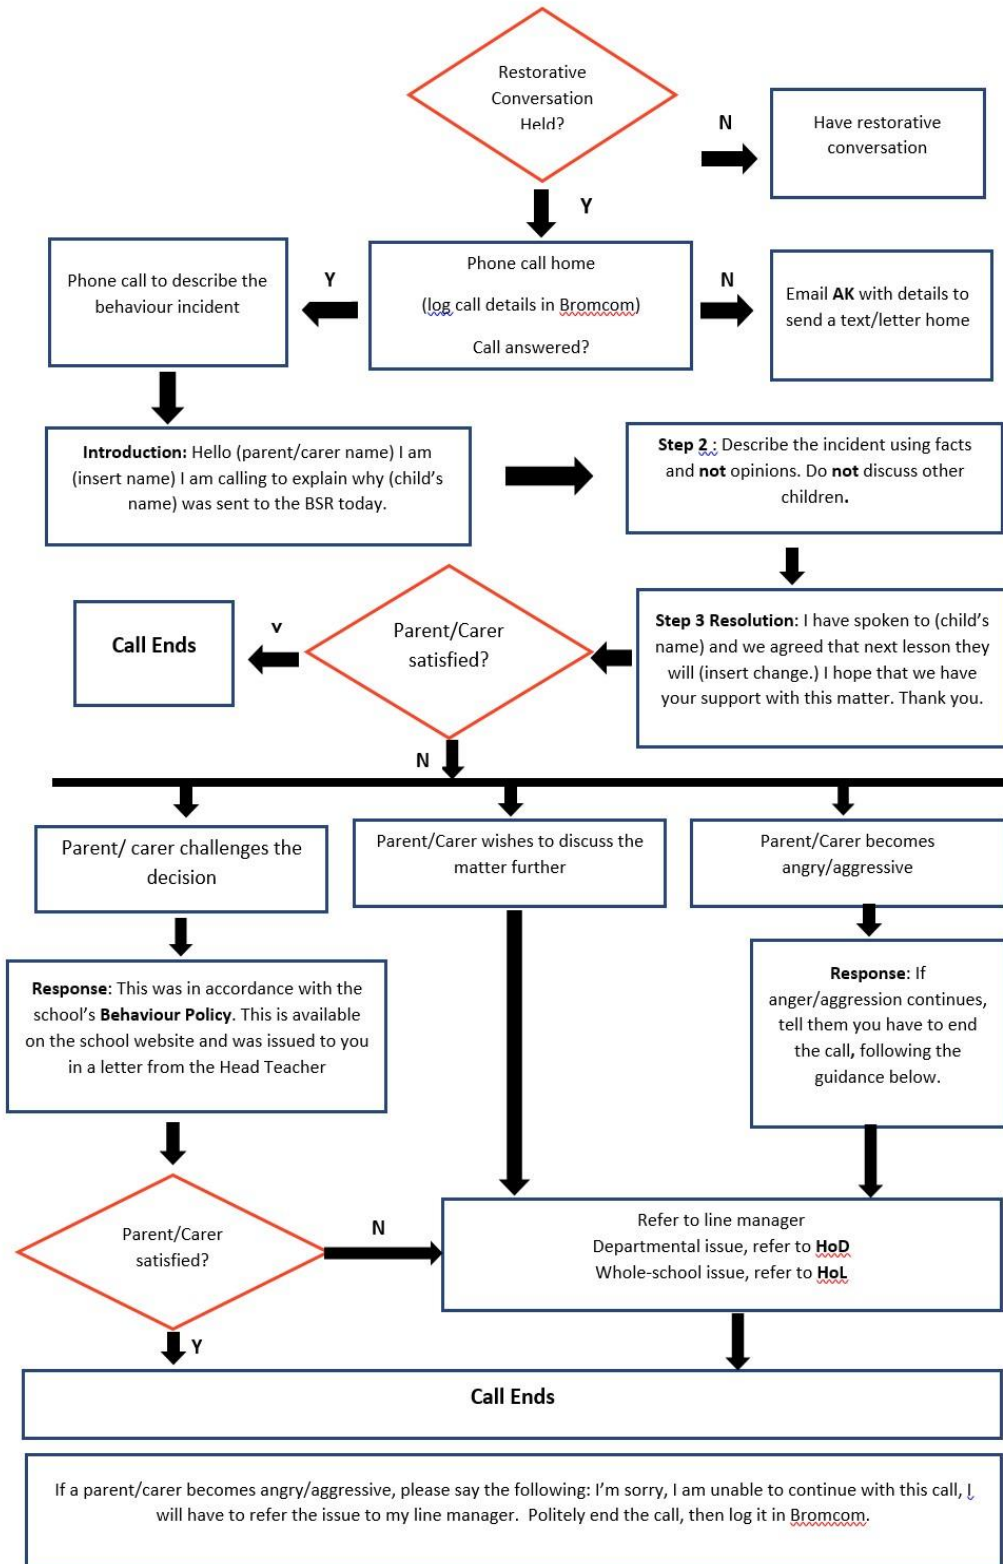 Restorative
Conversation
Held?
N
Have restorative
conversation
Y
Phone call to describe the
behaviour incident
Y
Phone call home
(log call details in Bromcom)
Call answered?
N
Email AK with details to
send a text/letter home
Introduction: Hello (parent/carer name) I am
(insert name) I am calling to explain why (child's
name) was sent to the BSR today.
Step 2 : Describe the incident using facts
and not opinions. Do not discuss other
children.
Call Ends
Y
Parent/Carer
satisfied?
Step 3 Resolution: I have spoken to (child's
name) and we agreed that next lesson they
will (insert change.) I hope that we have
your support with this matter. Thank you.
N
Parent/ carer challenges the
decision
Parent/Carer wishes to discuss the
matter further
Parent/Carer becomes
angry/aggressive
Response: This was in accordance with the
school's Behaviour Policy. This is available
on the school website and was issued to you
in a letter from the Head Teacher
Response: If
anger/aggression continues,
tell them you have to end
the call, following the
guidance below.
Parent/Carer
satisfied?
N
Refer to line manager
Departmental issue, refer to HoD
Whole-school issue, refer to HoL
Y
Call Ends
If a parent/carer becomes angry/aggressive, please say the following: I'm sorry, I am unable to continue with this call, I
will have to refer the issue to my line manager.  Politely end the call, then log it in Bromcom.